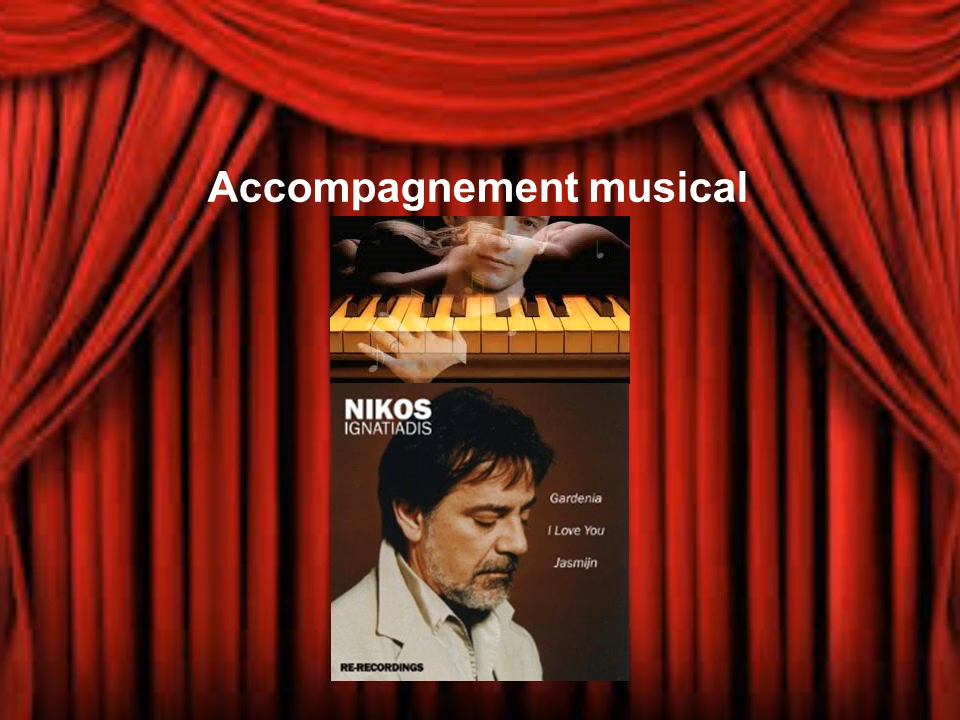 Accompagnement musical
NIKOS
IGNATIADIS
Gardenia
I Love You
Jasmijn
RE-RECORDINGS